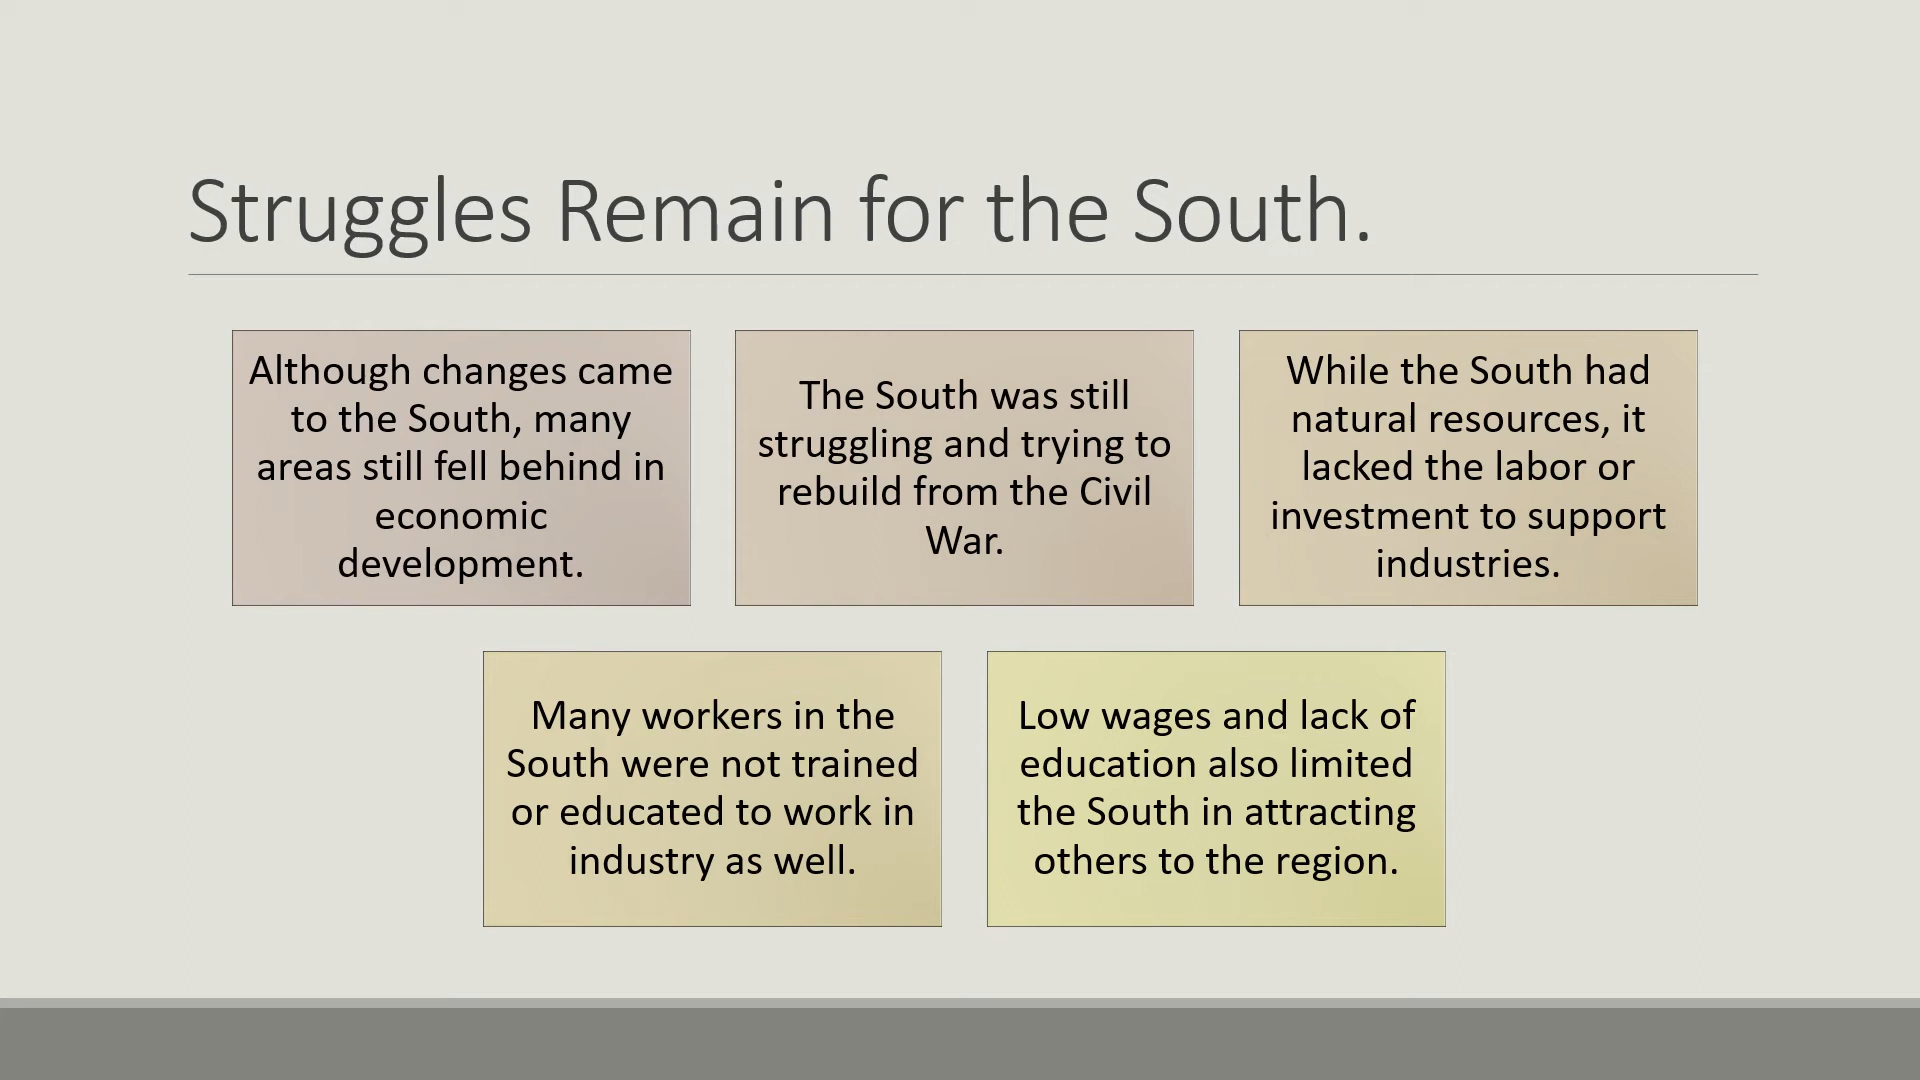 Struggles Remain for the South.
Although changes came
to the South, many
areas still fell behind in
economic
development.
The South was still
struggling and trying to
rebuild from the Civil
War.
While the South had
natural resources, it
lacked the labor or
investment to support
industries.
Many workers in the
South were not trained
or educated to work in
industry as well.
Low wages and lack of
education also limited
the South in attracting
others to the region.